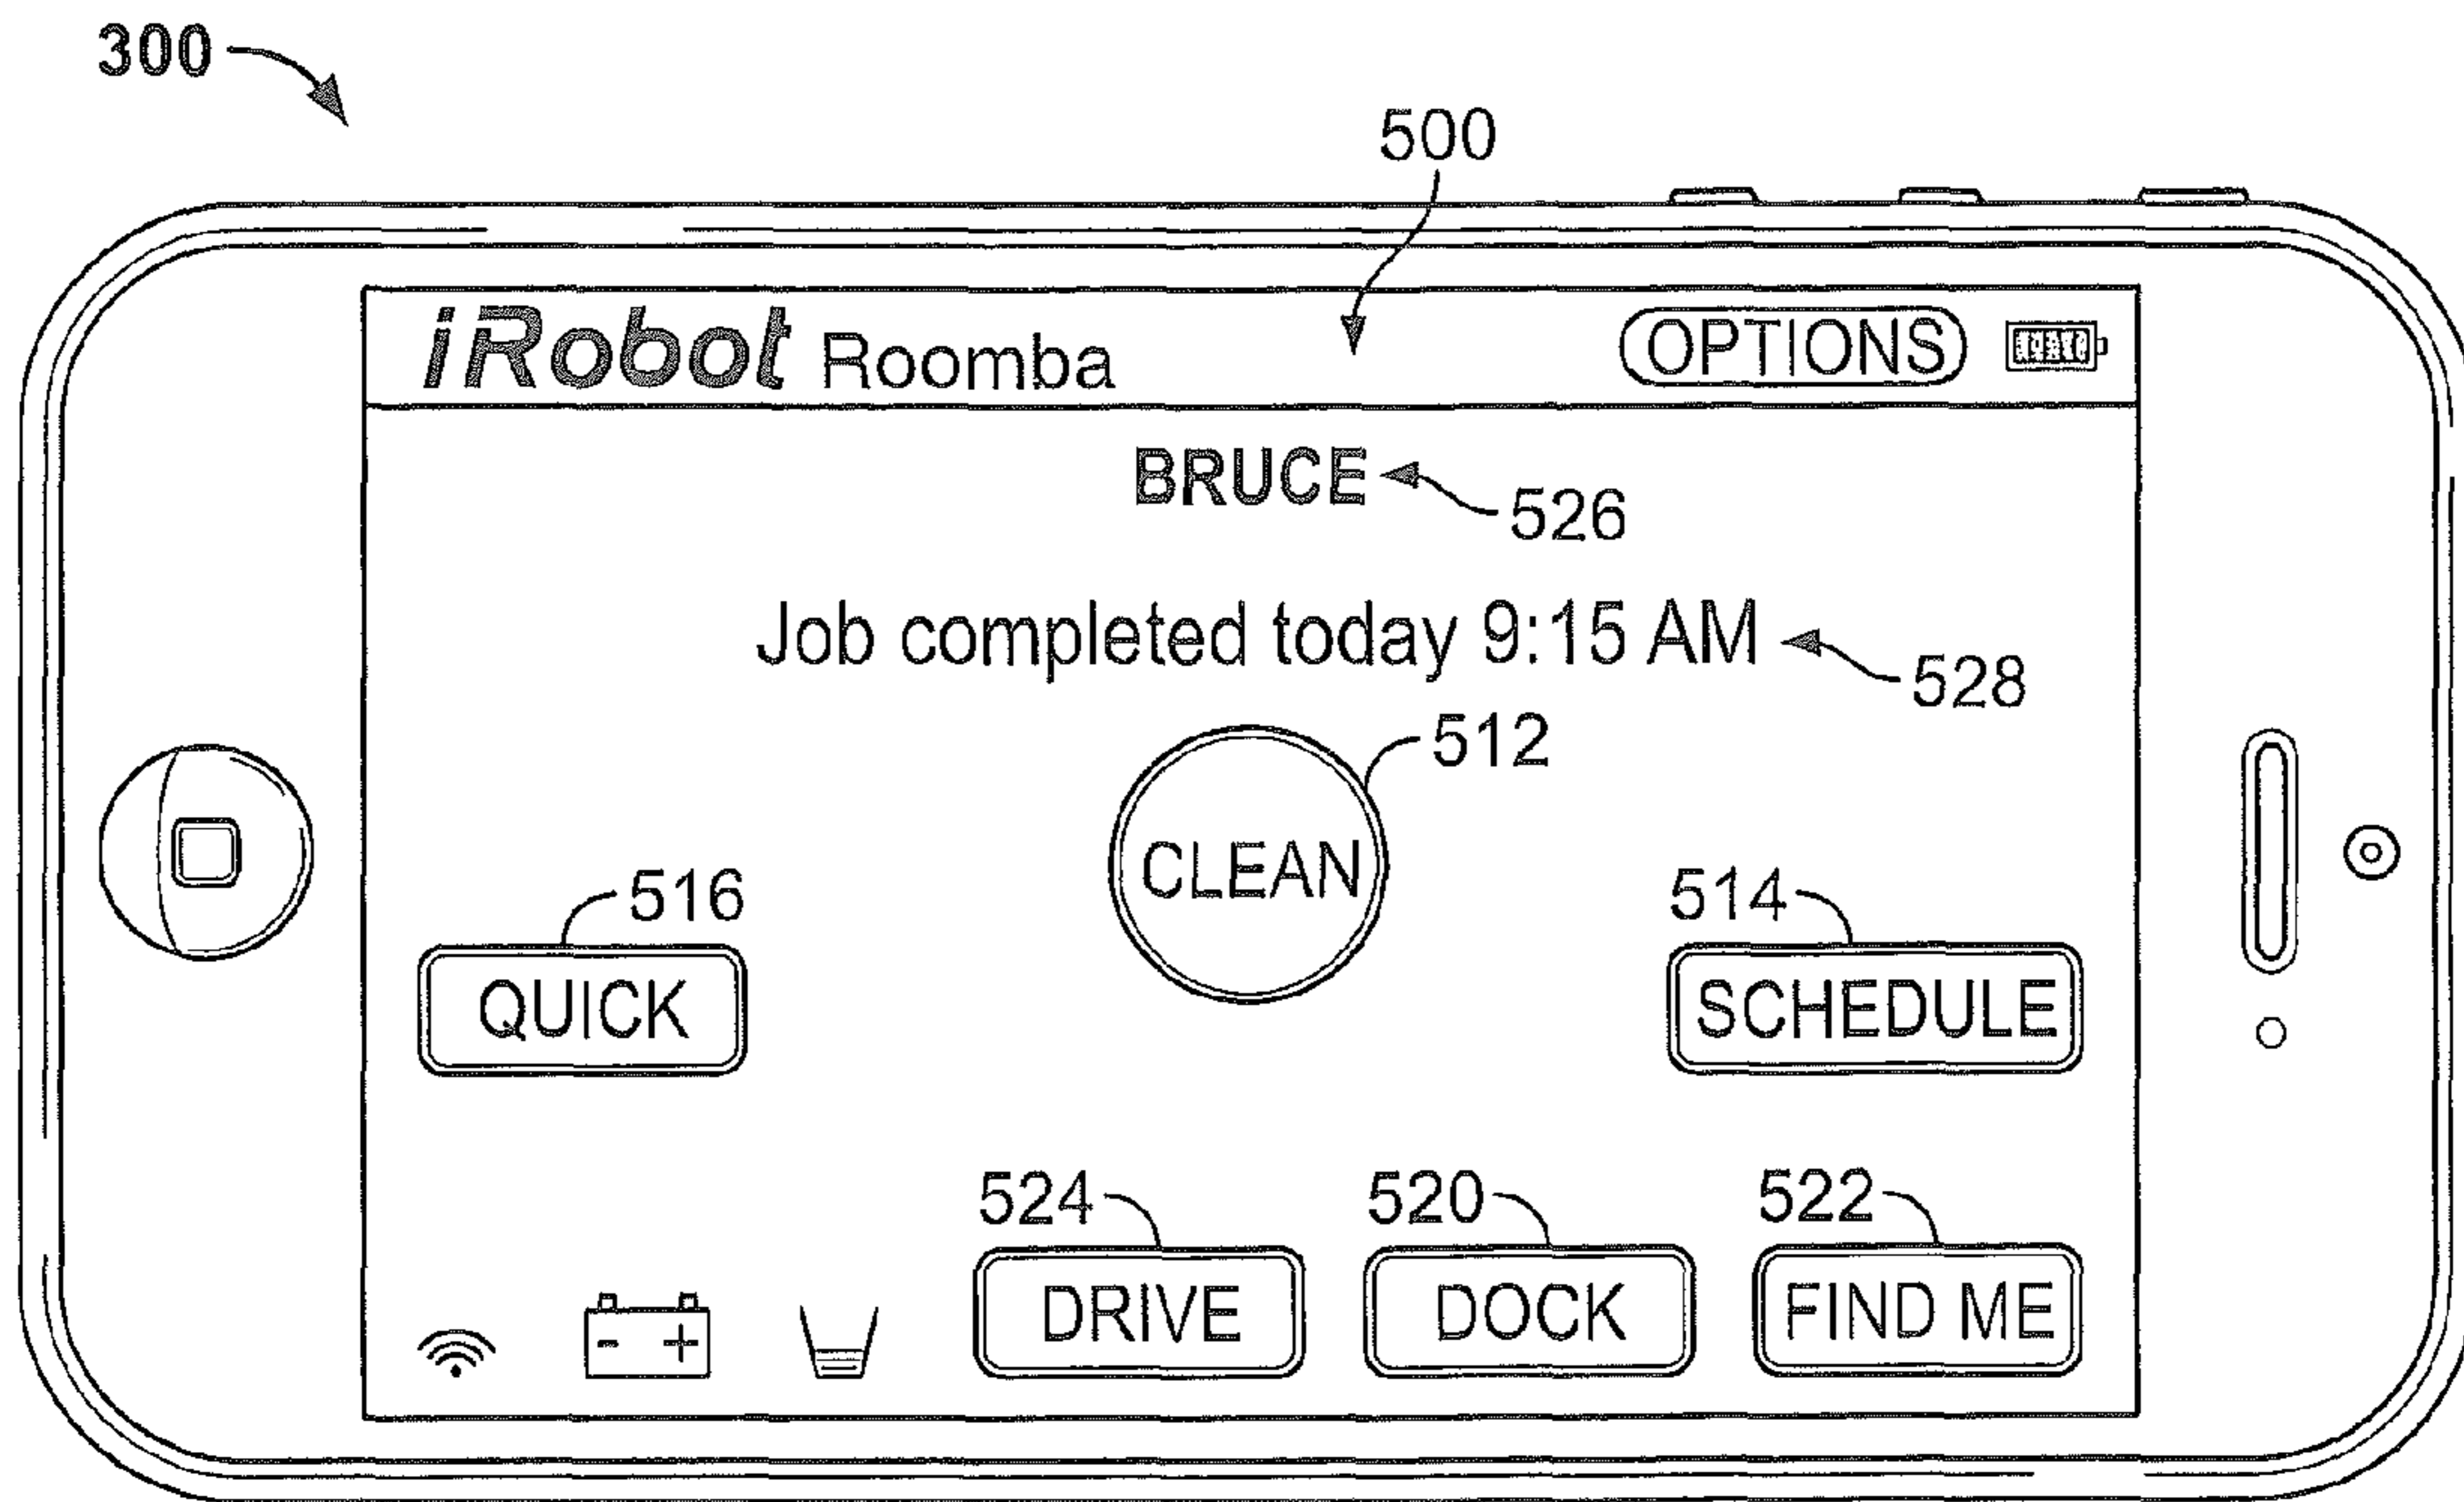 300
500
iRobot Roomba
OPTIONS
BRUCE
526
Job completed today 9:15 AM
528
512
CLEAN
516
514
QUICK
SCHEDULE
524
520
522
- +
DRIVE
DOCK
FIND ME